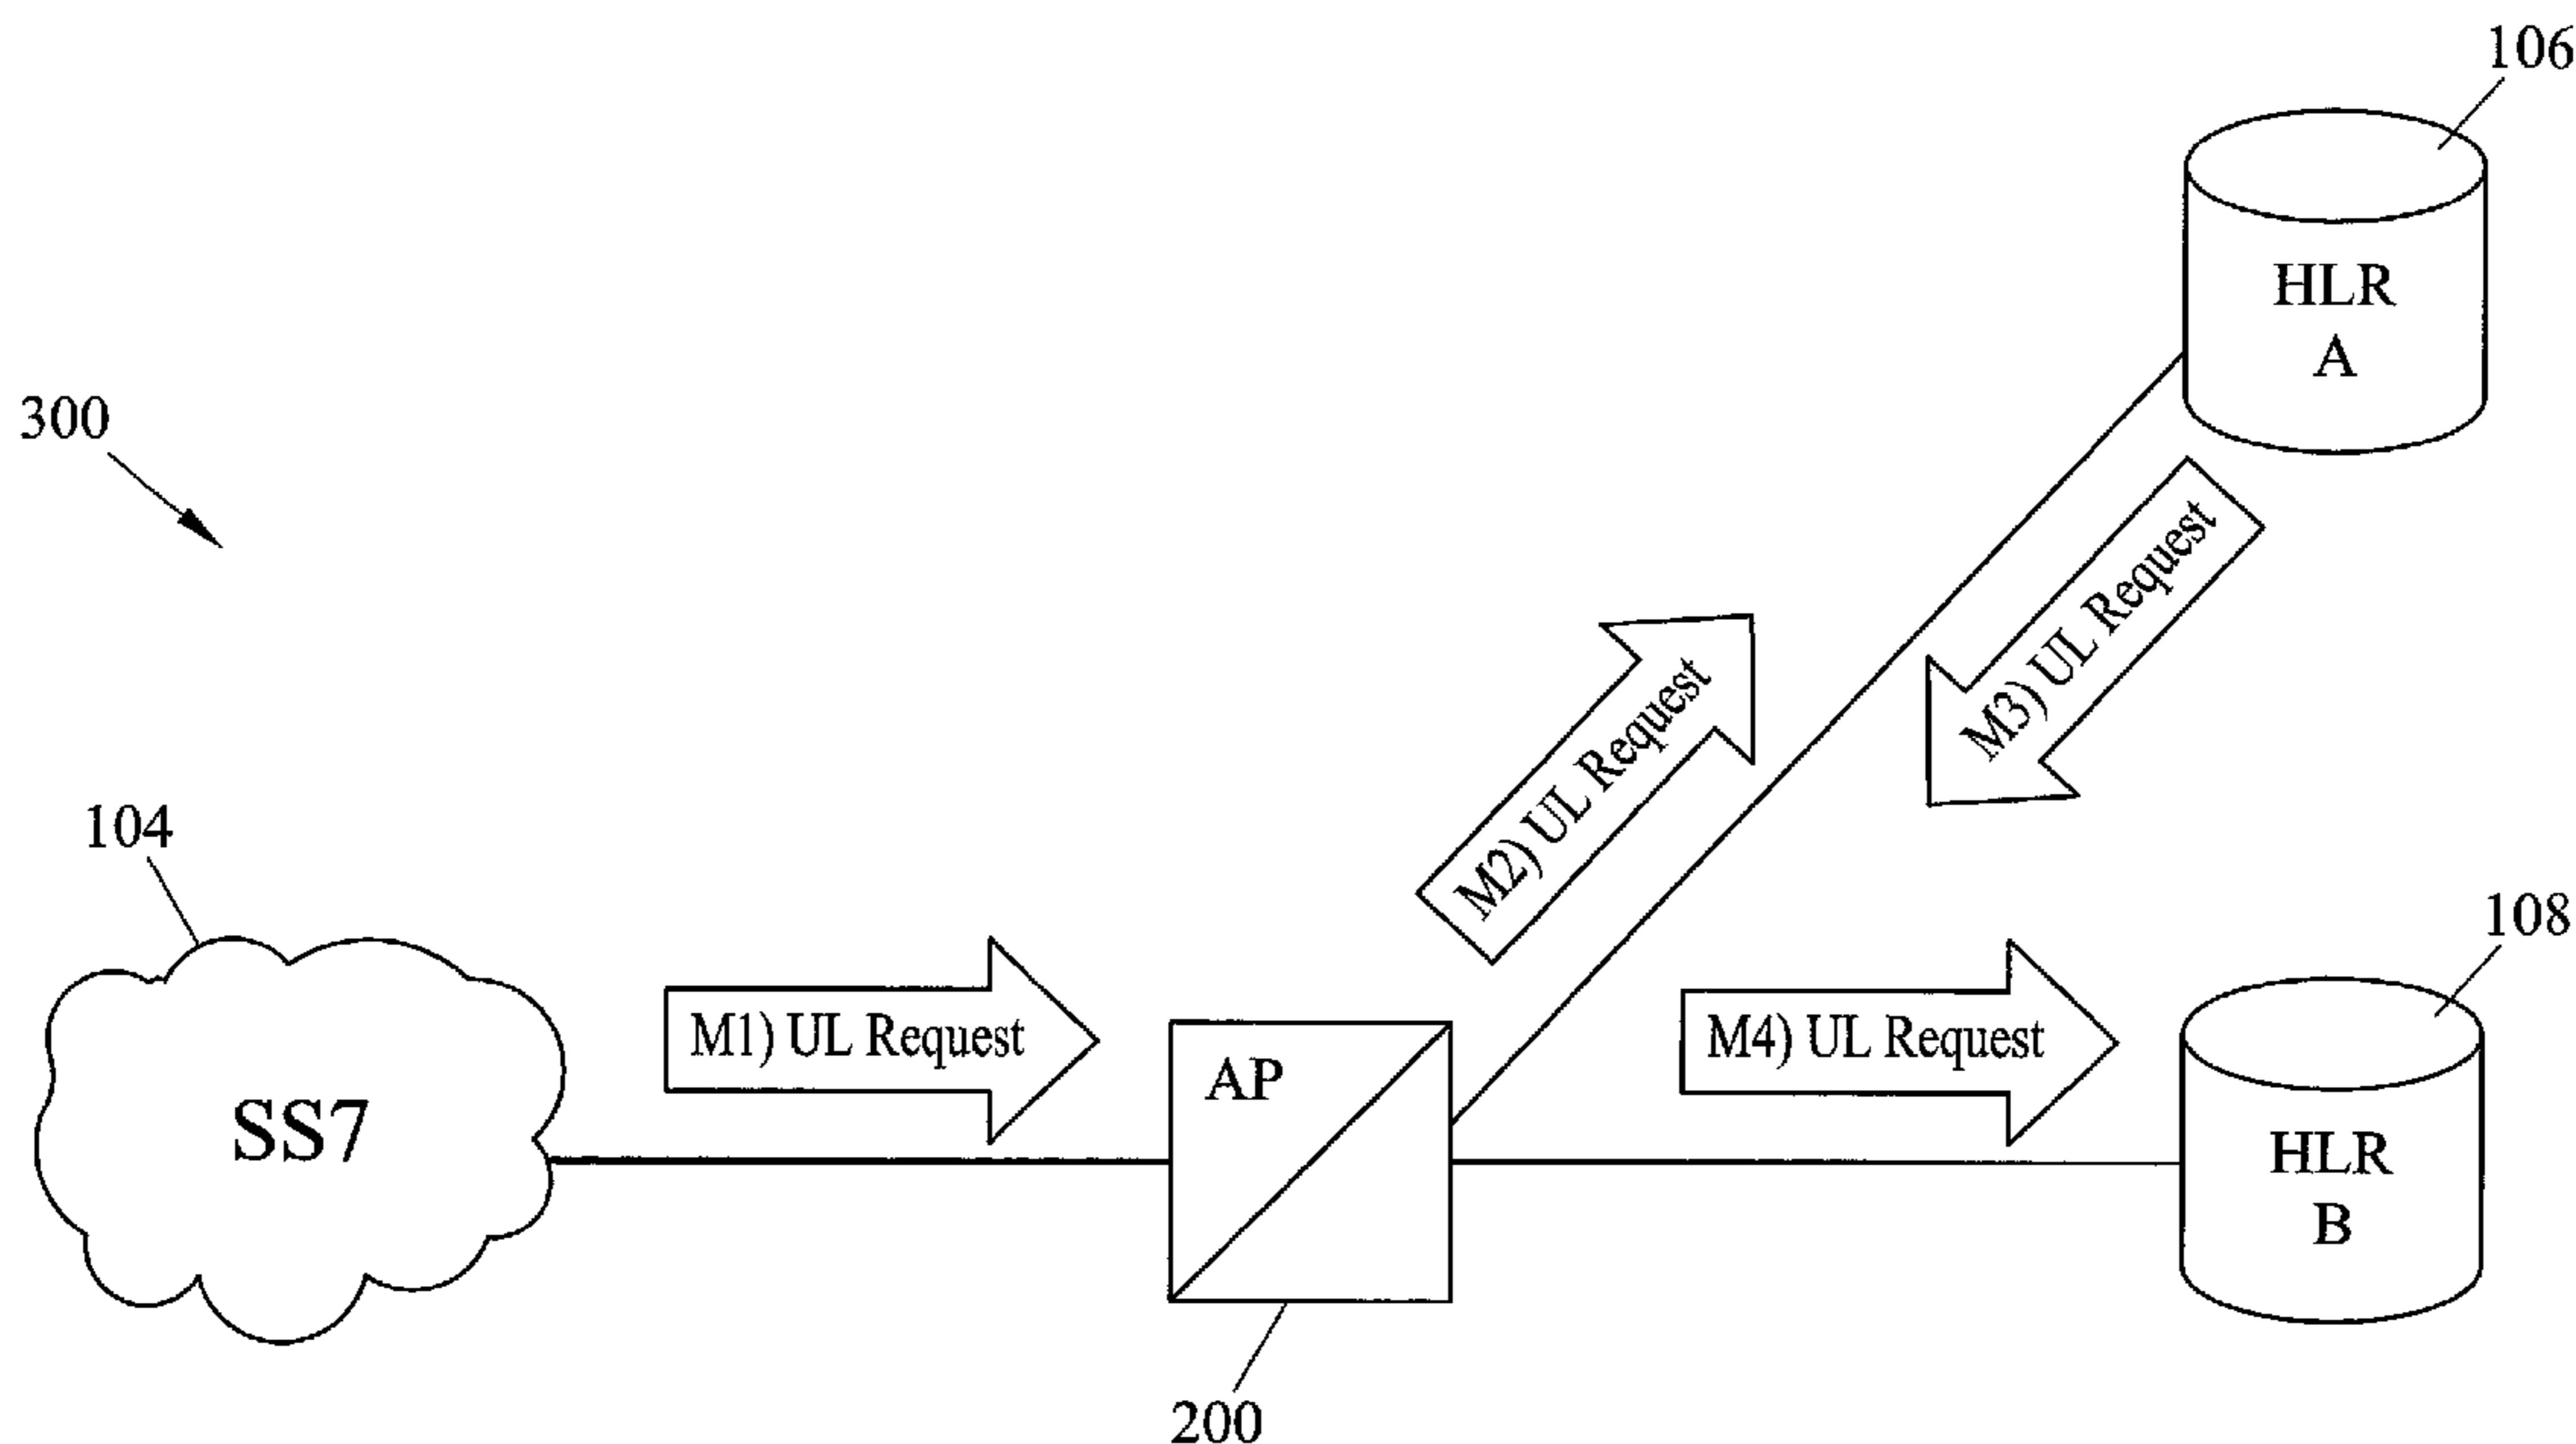 106
HLR
A
300
M3) UL Request
M2) UL Request
104
108
M1) UL Request
M4) UL Request
AP
SS7
HLR
B
200